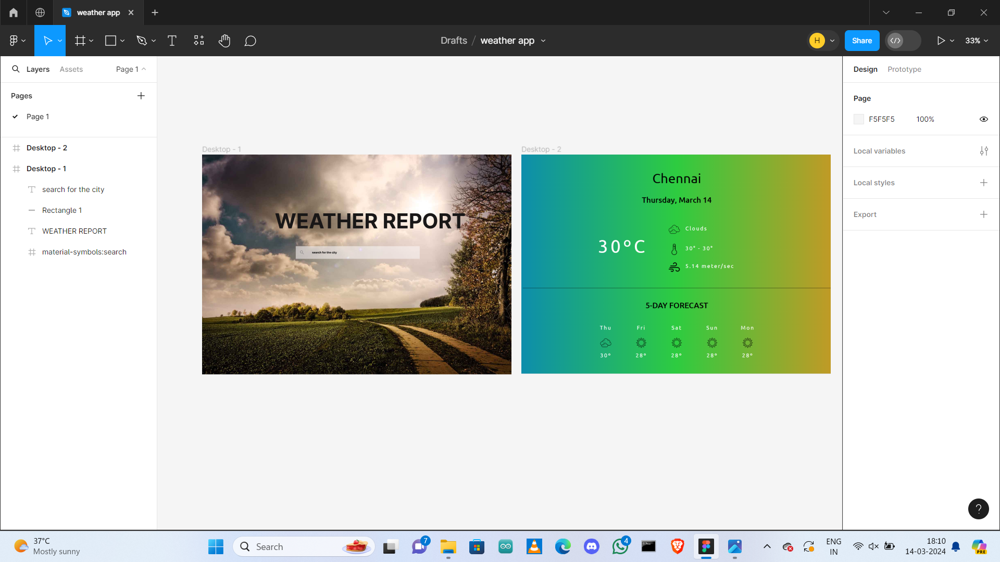 weather app
Drafts / weather app
H
Share
33%
Layers
Assets
Page 1
Pages
Page 1
Desktop - 2
Desktop - 1
search for the city
Rectangle 1
WEATHER REPORT
material-symbols:search
Desktop - 1
WEATHER REPORT
search for the city
Desktop - 2
Chennai
Thursday, March 14
30°C
Clouds
30° - 30°
5.14 meter/sec
5-DAY FORECAST
Thu Fri Sat Sun Mon
30° 28° 28° 28° 28°
Design
Prototype
Page
F5F5F5 100%
Local variables
Local styles
Export
?
37°C
Mostly sunny
Search
7
4
ENG
IN
18:10
14-03-2024
PRE